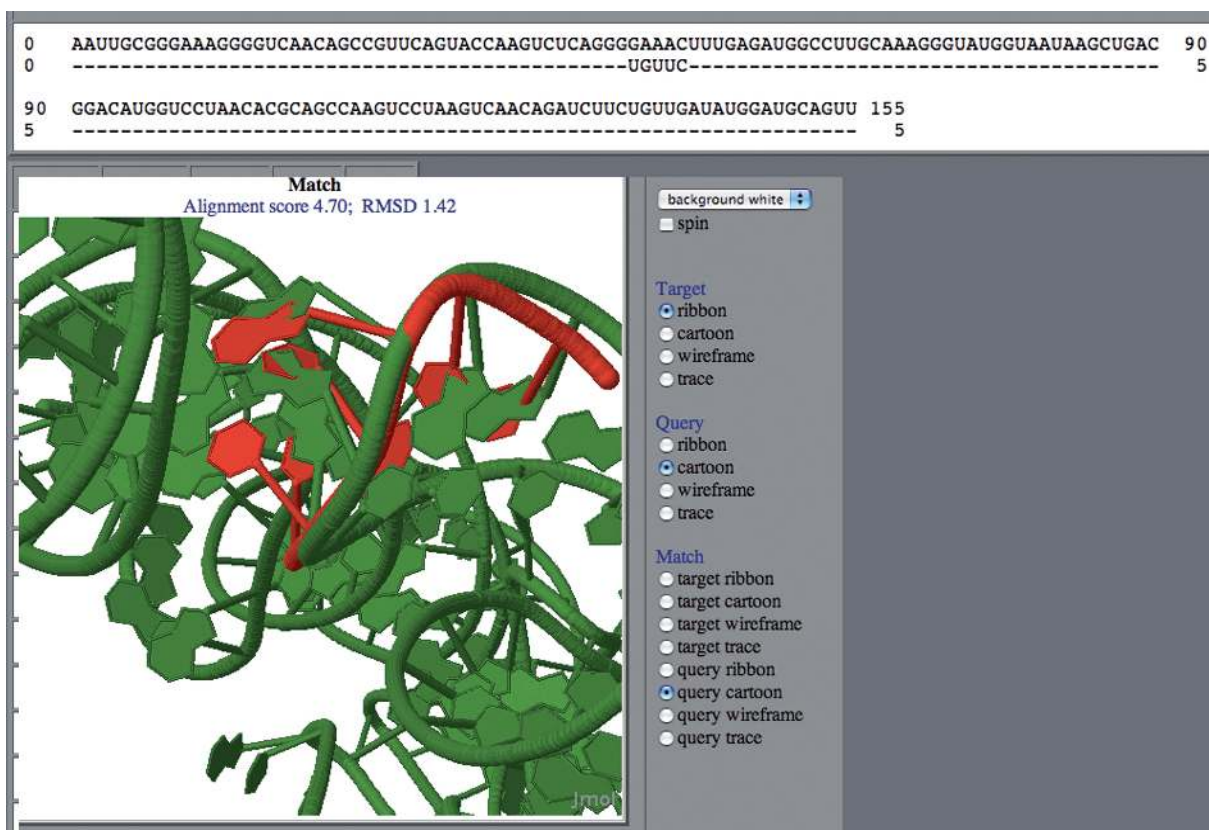 0 AAUUGCGGGAAAGGGGUCAACAGCCGUUCAGUACCAAGUCUCAGGGGAAACUUUGAGAUGGCCUUGCAAAGGGUAUGGUAAUAAGCUGAC 90
0 ----------------------------------------------UGUUC--------------------------------------- 5
90 GGACAUGGUCCUAACACGCAGCCAAGUCCUAAGUCAACAGAUCUUCUGUUGAUAUGGAUGCAGUU 155
5 ----------------------------------------------------------------- 5
Match
Alignment score 4.70; RMSD 1.42
background white
spin
Target
ribbon
cartoon
wireframe
trace
Query
ribbon
cartoon
wireframe
trace
Match
target ribbon
target cartoon
target wireframe
target trace
query ribbon
query cartoon
query wireframe
query trace
Jmol